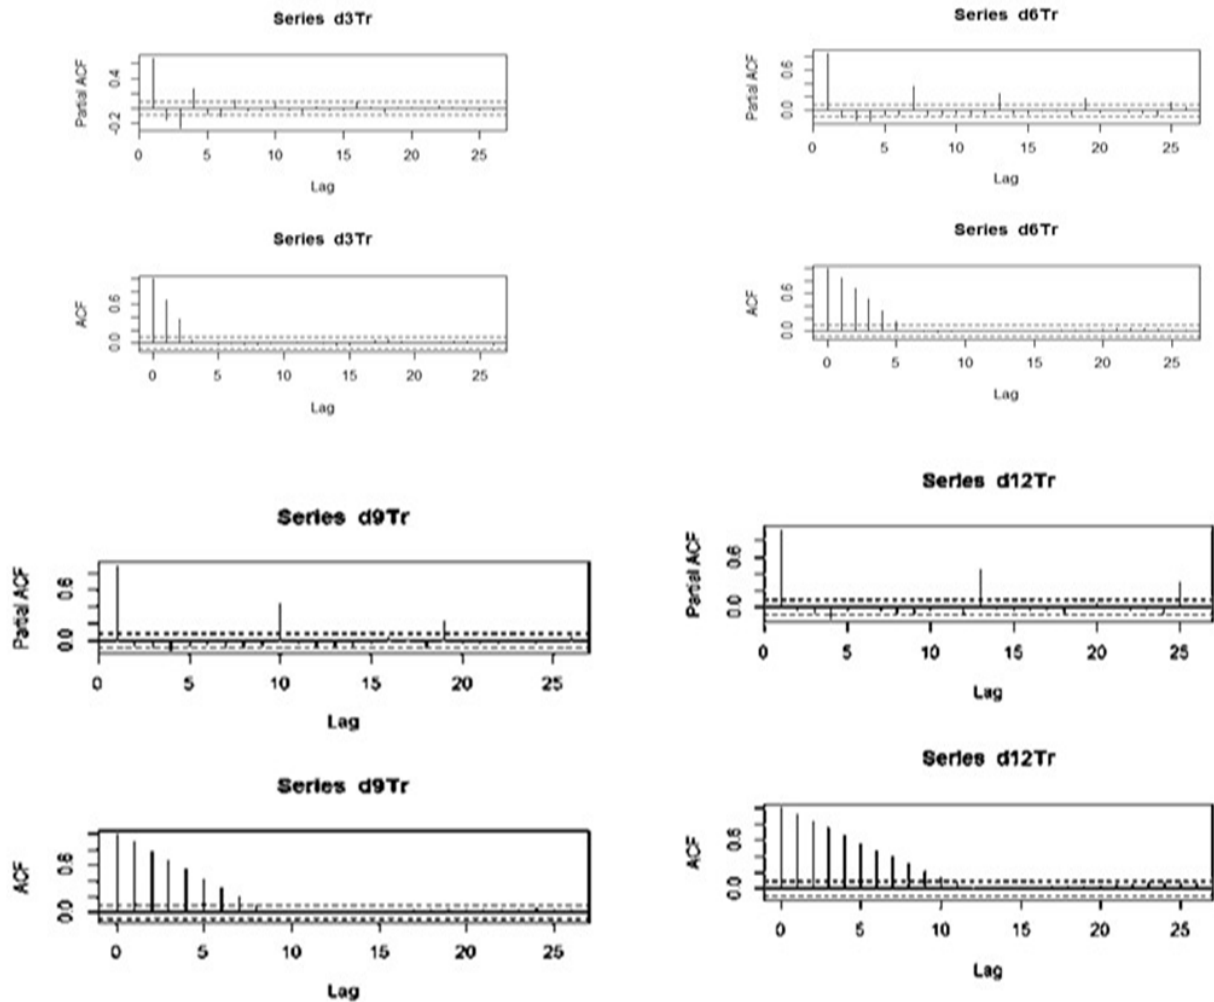 Series d3Tr
Partial ACF
0.4
-0.2
0 5 10 15 20 25
Lag
Series d3Tr
ACF
0.6
0.0
0 5 10 15 20 25
Lag
Series d6Tr
Partial ACF
0.6
0.0
0 5 10 15 20 25
Lag
Series d6Tr
ACF
0.6
0.0
0 5 10 15 20 25
Lag
Series d9Tr
Partial ACF
0.6
0.0
0 5 10 15 20 25
Lag
Series d9Tr
ACF
0.6
0.0
0 5 10 15 20 25
Lag
Series d12Tr
Partial ACF
0.6
0.0
0 5 10 15 20 25
Lag
Series d12Tr
ACF
0.6
0.0
0 5 10 15 20 25
Lag